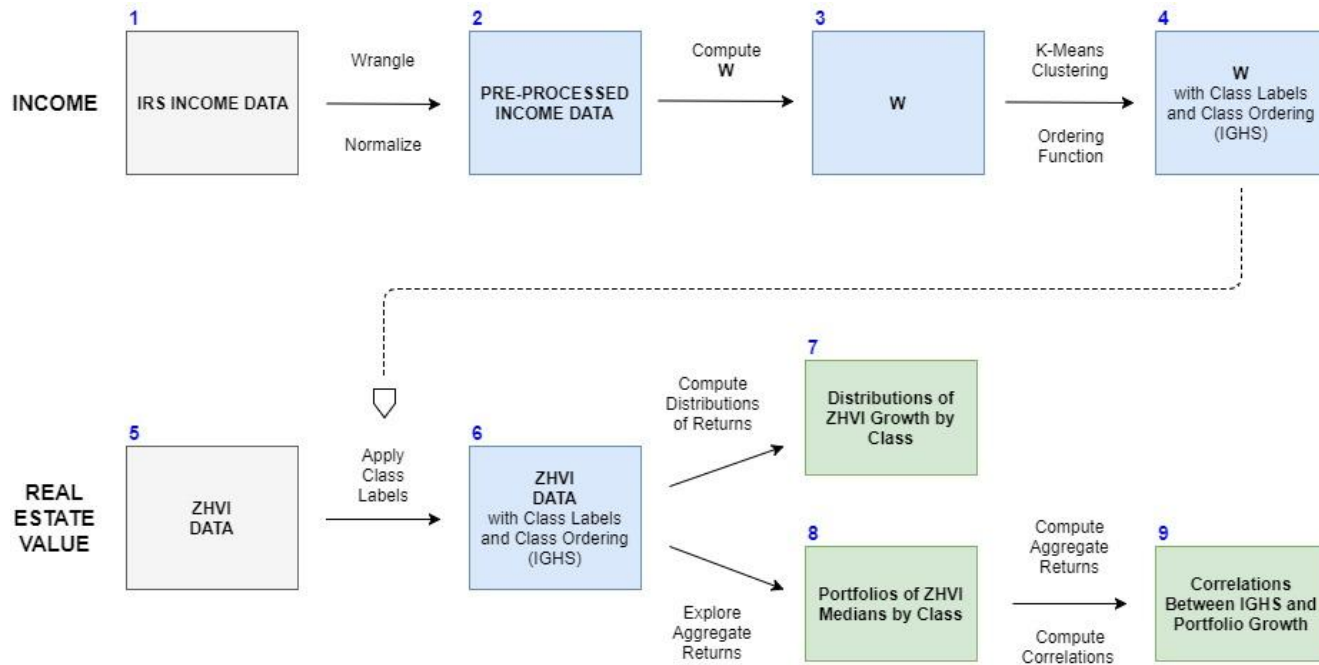 1
2
3
4
INCOME
IRS INCOME DATA
Wrangle
Normalize
PRE-PROCESSED
INCOME DATA
Compute
W
W
K-Means
Clustering
Ordering
Function
W
with Class Labels
and Class Ordering
(IGHS)
REAL
ESTATE
VALUE
5
ZHVI
DATA
Apply
Class
Labels
6
ZHVI
DATA
with Class Labels
and Class Ordering
(IGHS)
Compute
Distributions
of Returns
7
Distributions of
ZHVI Growth by
Class
Explore
Aggregate
Returns
8
Portfolios of ZHVI
Medians by Class
Compute
Aggregate
Returns
Compute
Correlations
9
Correlations
Between IGHS and
Portfolio Growth